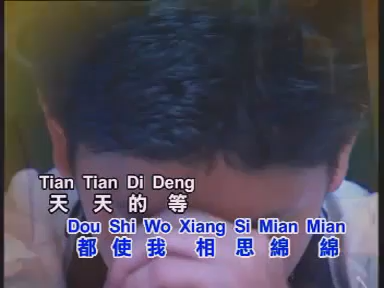 Tian Tian Di Deng
天 天 的 等
Dou Shi Wo Xiang Si Mian Mian
都 使 我 相 思 綿 綿